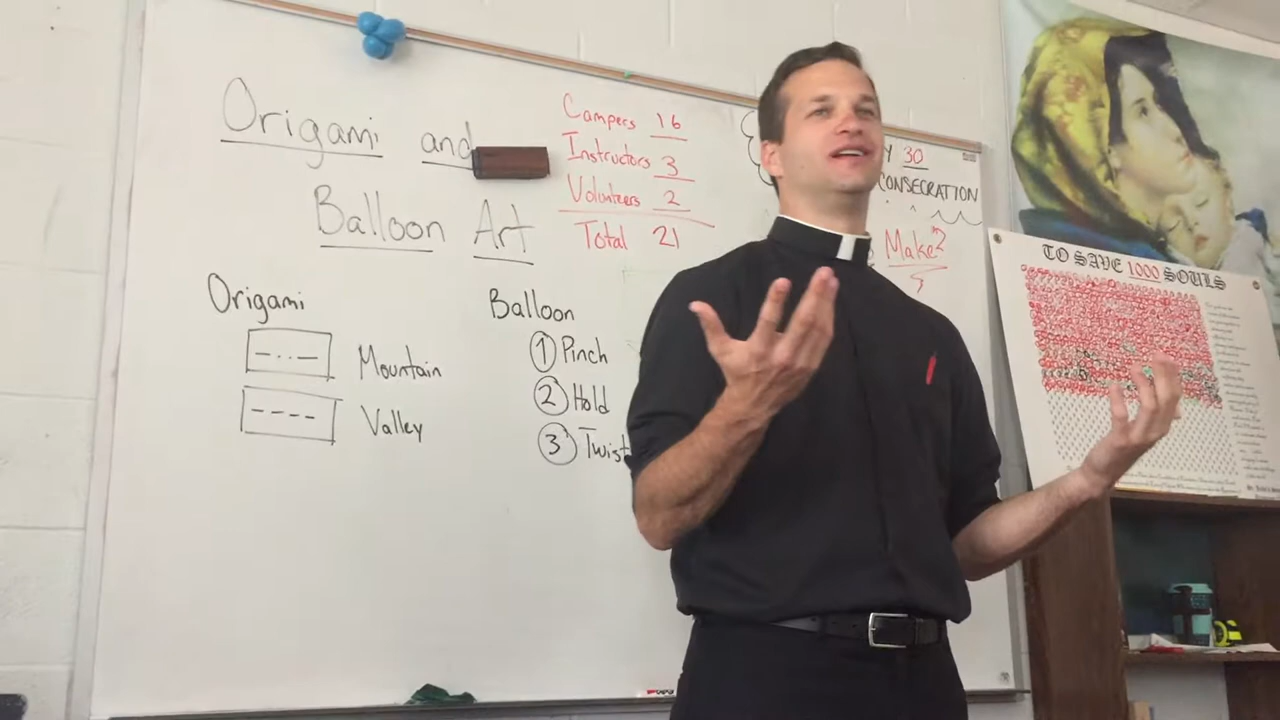 Origami and
Balloon Art
Campers 16
Instructors 3
Volunteers 2
Total 21
Y 30
CONSECRATION
Make?
Origami
Mountain
Valley
Balloon
1 Pinch
2 Hold
3 Twist
TO SAVE 1000 SOULS